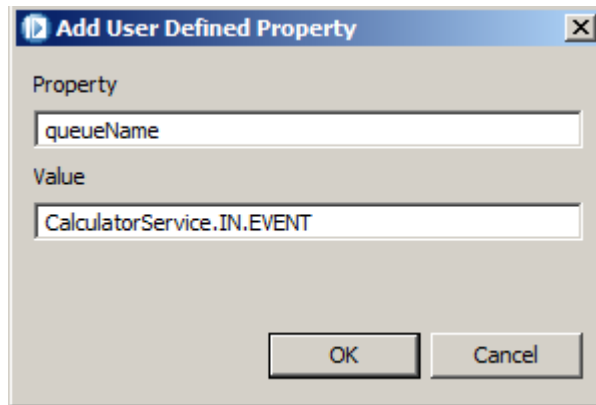 Add User Defined Property
Property
queueName
Value
CalculatorService.IN.EVENT
OK Cancel